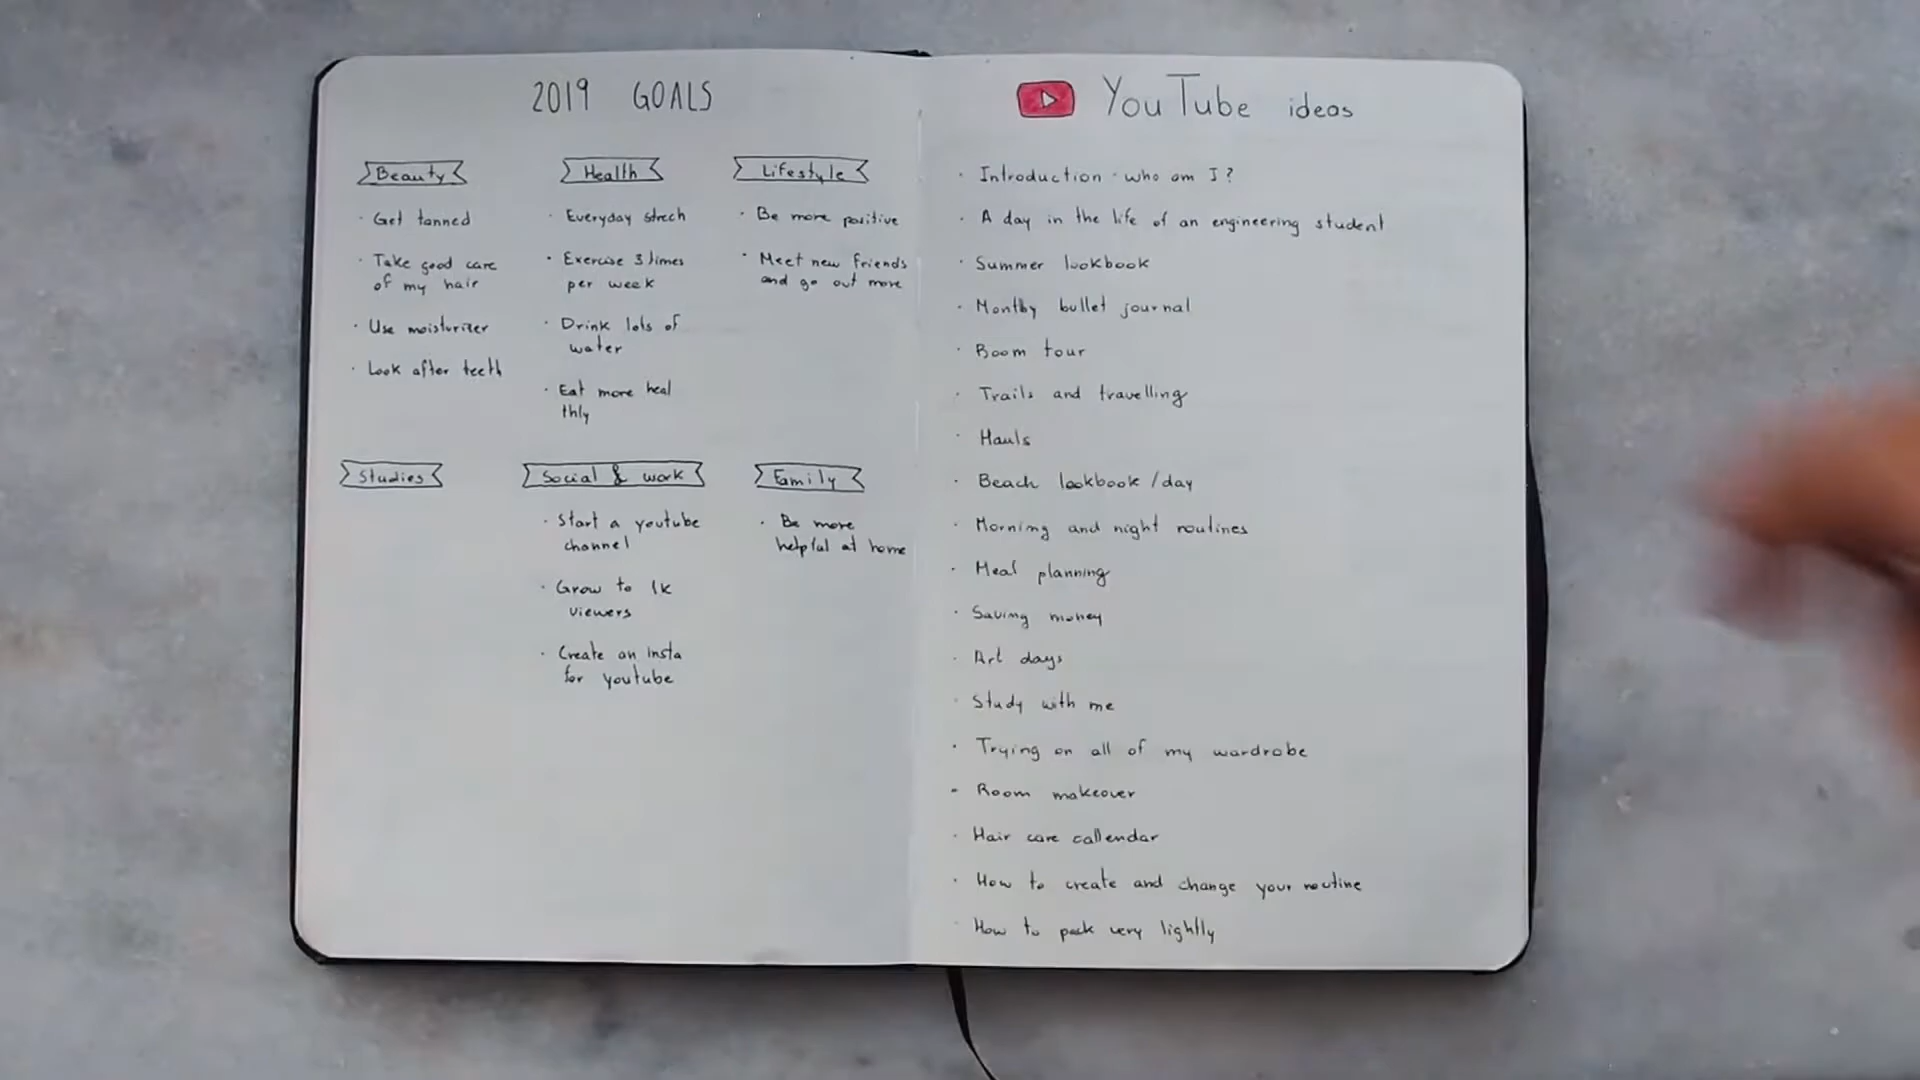 2019 GOALS
Beauty
· Get tanned
· Take good care
of my hair
· Use moisturizer
· Look after teeth
Health
· Everyday strech
· Exercise 3 times
per week
· Drink lots of
water
· Eat more heal
thly
Lifestyle
· Be more positive
· Meet new friends
and go out more
Studies
Social & work
· Start a youtube
channel
· Grow to 1k
viewers
· Create an insta
for youtube
Family
· Be more
helpful at home
YouTube ideas
· Introduction - who am I?
· A day in the life of an engineering student
· Summer lookbook
· Monthy bullet journal
· Room tour
· Trails and travelling
· Hauls
· Beach lookbook /day
· Morning and night routines
· Meal planning
· Saving money
· Art days
· Study with me
· Trying on all of my wardrobe
· Room makeover
· Hair care callendar
· How to create and change your routine
· How to pack very lightly